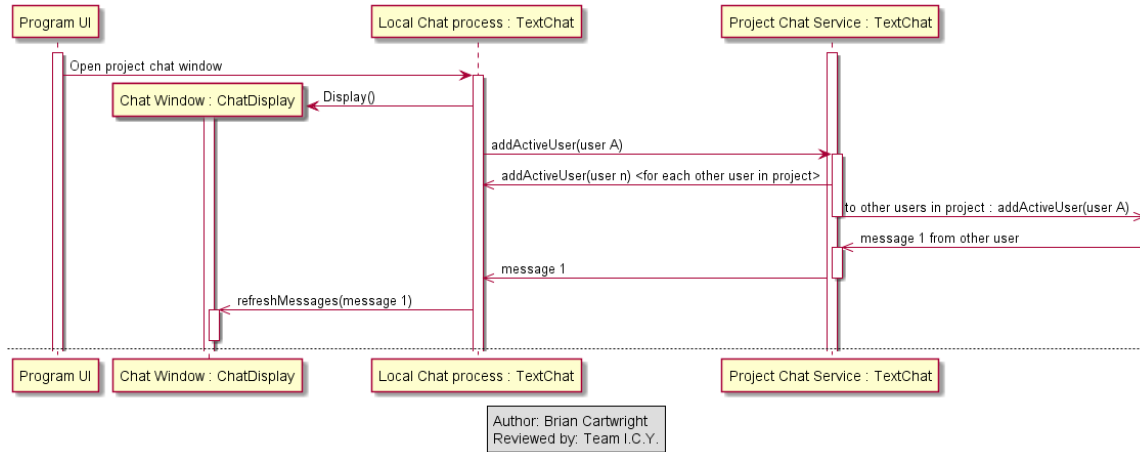 Program UI
Local Chat process : TextChat
Project Chat Service : TextChat
Open project chat window
Chat Window : ChatDisplay
Display()
addActiveUser(user A)
addActiveUser(user n) <for each other user in project>
to other users in project : addActiveUser(user A)
message 1 from other user
message 1
refreshMessages(message 1)
Program UI
Chat Window : ChatDisplay
Local Chat process : TextChat
Project Chat Service : TextChat
Author: Brian Cartwright
Reviewed by: Team I.C.Y.